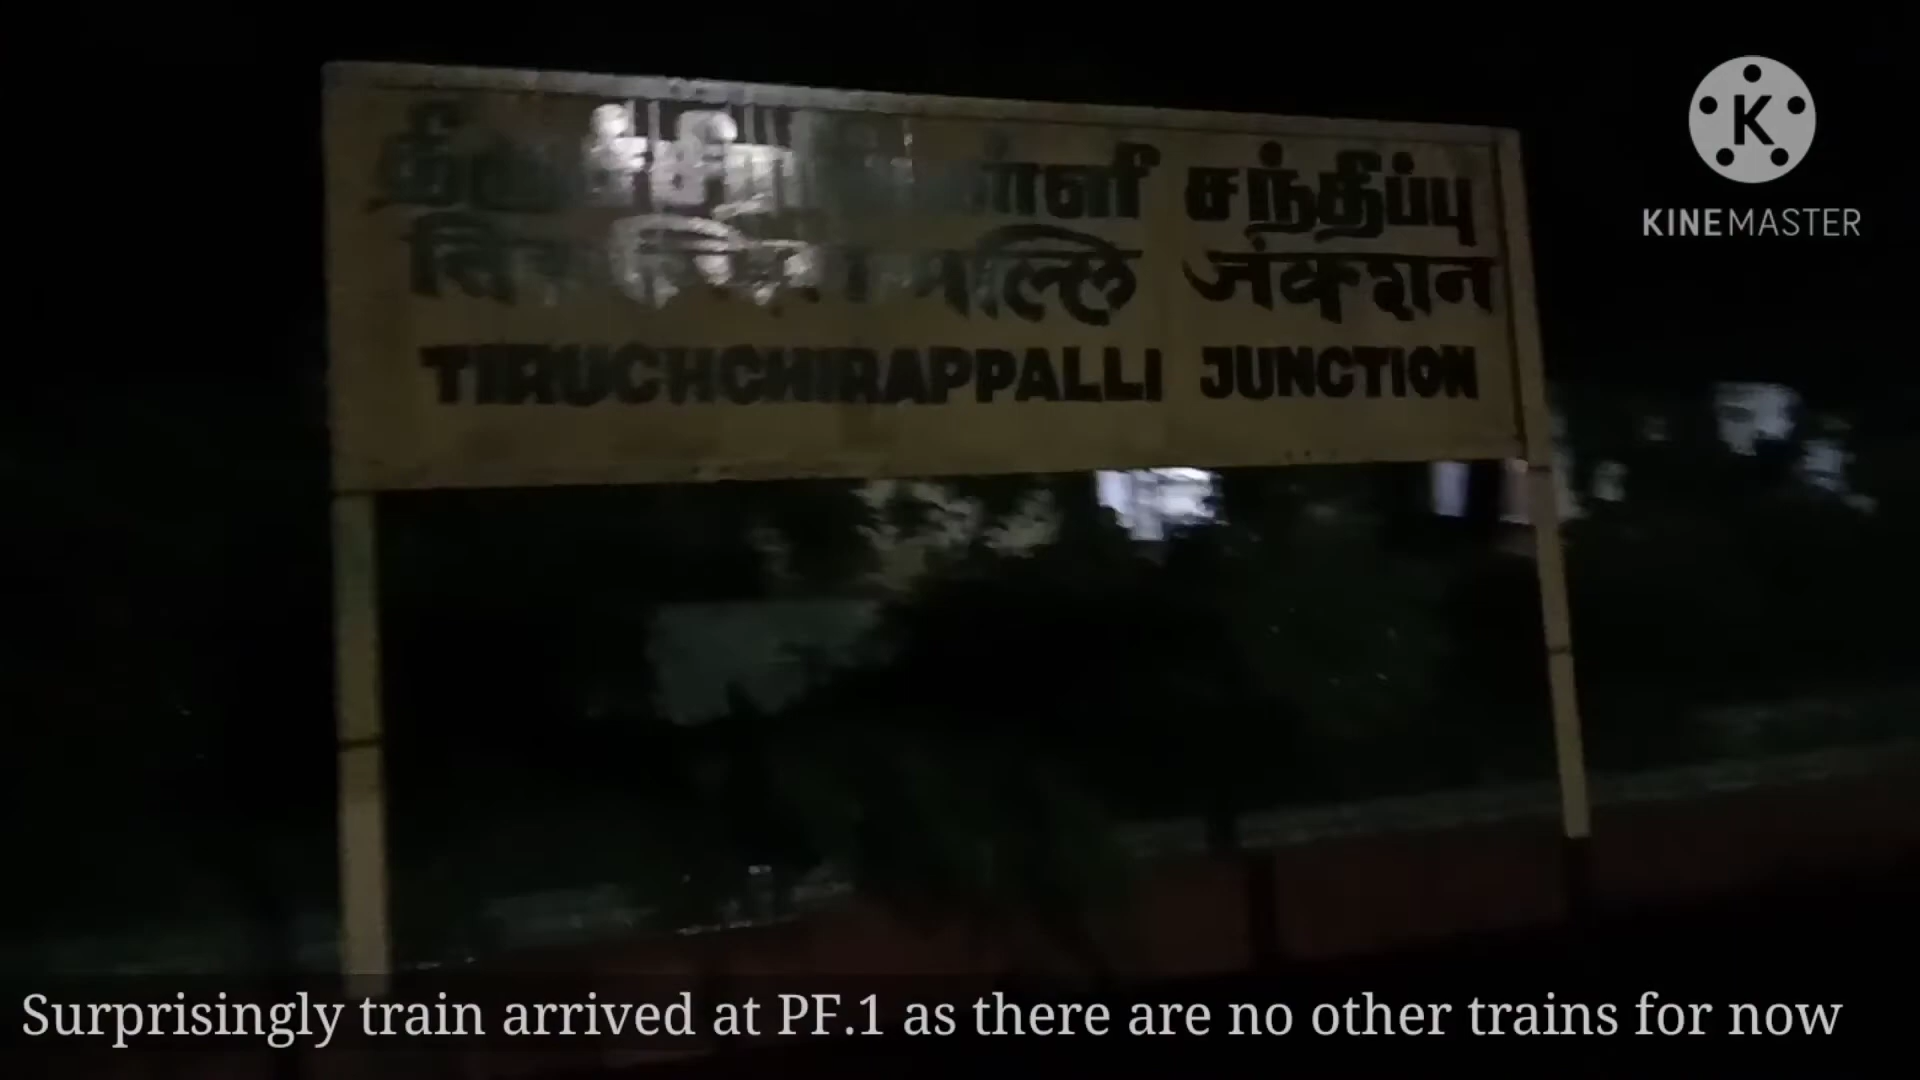 சந்திப்பு
जंक्शन
TIRUCHCHIRAPPALLI JUNCTION
K
KINEMASTER
Surprisingly train arrived at PF.1 as there are no other trains for now